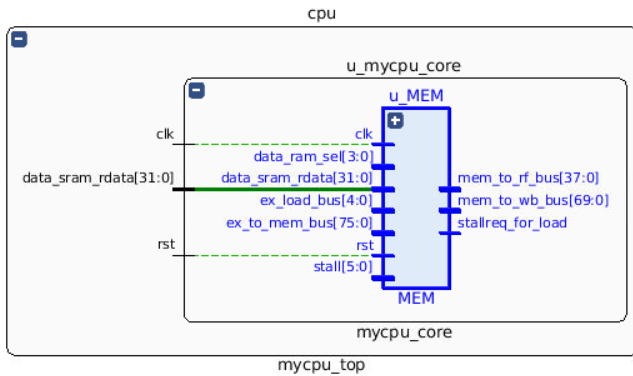 cpu
u_mycpu_core
u_MEM
clk
clk
data_ram_sel[3:0]
data_sram_rdata[31:0]
data_sram_rdata[31:0]
mem_to_rf_bus[37:0]
ex_load_bus[4:0]
mem_to_wb_bus[69:0]
ex_to_mem_bus[75:0]
stallreq_for_load
rst
rst
stall[5:0]
MEM
mycpu_core
mycpu_top